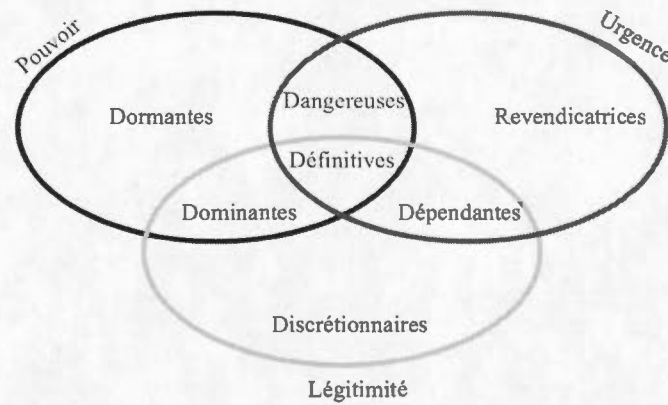 Pouvoir
Urgence
Dangereuses
Dormantes
Revendicatrices
Définitives
Dominantes
Dépendantes
Discrétionnaires
Légitimité